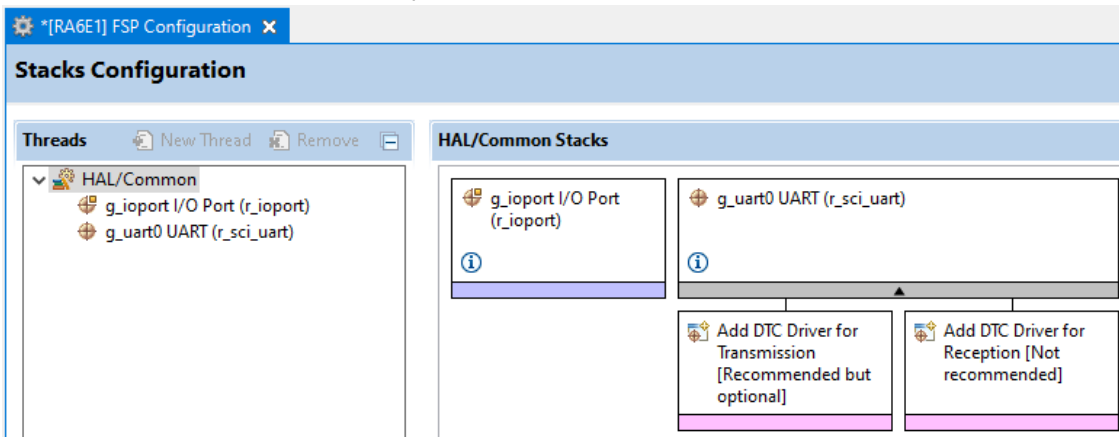 *[RA6E1] FSP Configuration
Stacks Configuration
Threads
New Thread
Remove
HAL/Common
g_ioport I/O Port (r_ioport)
g_uart0 UART (r_sci_uart)
HAL/Common Stacks
g_ioport I/O Port
(r_ioport)
g_uart0 UART (r_sci_uart)
Add DTC Driver for
Transmission
[Recommended but
optional]
Add DTC Driver for
Reception [Not
recommended]